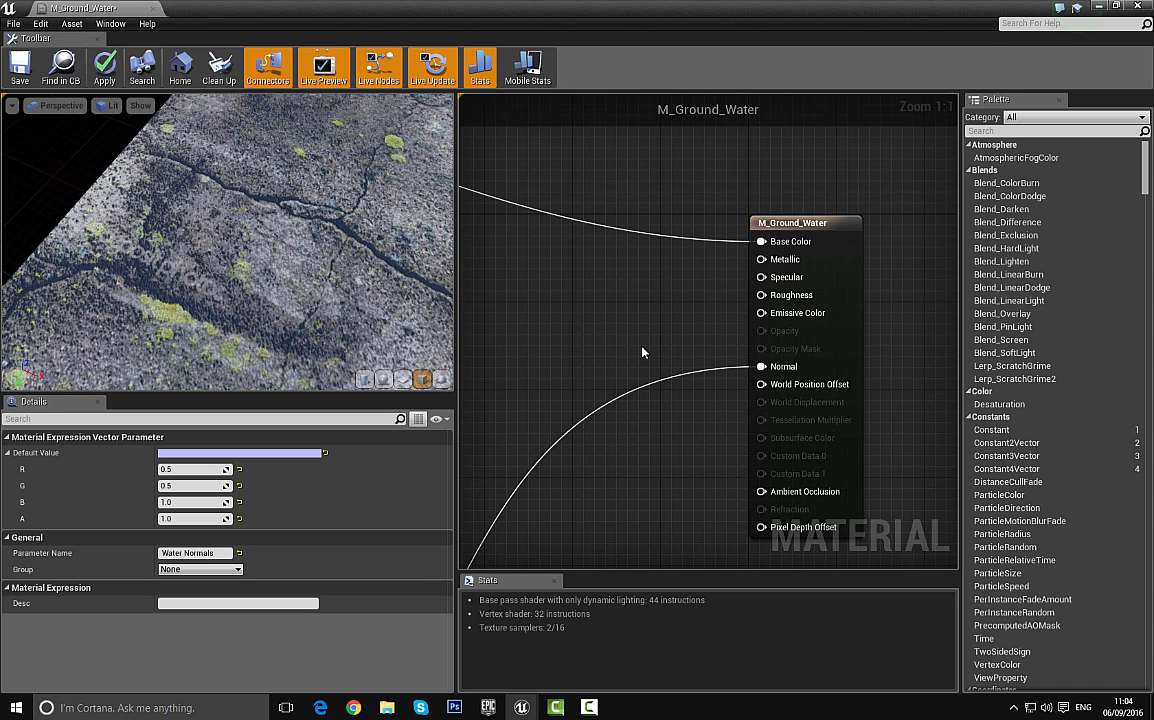 M_Ground_Water*
File Edit Asset Window Help
Search For Help
Toolbar
Save Find in CB Apply Search Home Clean Up Connectors Live Preview Live Nodes Live Update Stats Mobile Stats
Perspective Lit Show
M_Ground_Water
Zoom 1:1
M_Ground_Water
Base Color
Metallic
Specular
Roughness
Emissive Color
Opacity
Opacity Mask
Normal
World Position Offset
World Displacement
Tessellation Multiplier
Subsurface Color
Custom Data 0
Custom Data 1
Ambient Occlusion
Refraction
Pixel Depth Offset
MATERIAL
Palette
Category: All
Search
Atmosphere
AtmosphericFogColor
Blends
Blend_ColorBurn
Blend_ColorDodge
Blend_Darken
Blend_Difference
Blend_Exclusion
Blend_HardLight
Blend_Lighten
Blend_LinearBurn
Blend_LinearDodge
Blend_LinearLight
Blend_Overlay
Blend_PinLight
Blend_Screen
Blend_SoftLight
Lerp_ScratchGrime
Lerp_ScratchGrime2
Color
Desaturation
Constants
Constant 1
Constant2Vector 2
Constant3Vector 3
Constant4Vector 4
DistanceCullFade
ParticleColor
ParticleDirection
ParticleMotionBlurFade
ParticleRadius
ParticleRandom
ParticleRelativeTime
ParticleSize
ParticleSpeed
PerInstanceFadeAmount
PerInstanceRandom
PrecomputedAOMask
Time
TwoSidedSign
VertexColor
ViewProperty
Coordinates
Details
Search
Material Expression Vector Parameter
Default Value
R 0.5
G 0.5
B 1.0
A 1.0
General
Parameter Name Water Normals
Group None
Material Expression
Desc
Stats
Base pass shader with only dynamic lighting: 44 instructions
Vertex shader: 32 instructions
Texture samplers: 2/16
I'm Cortana. Ask me anything.
ENG
11:04
06/09/2016